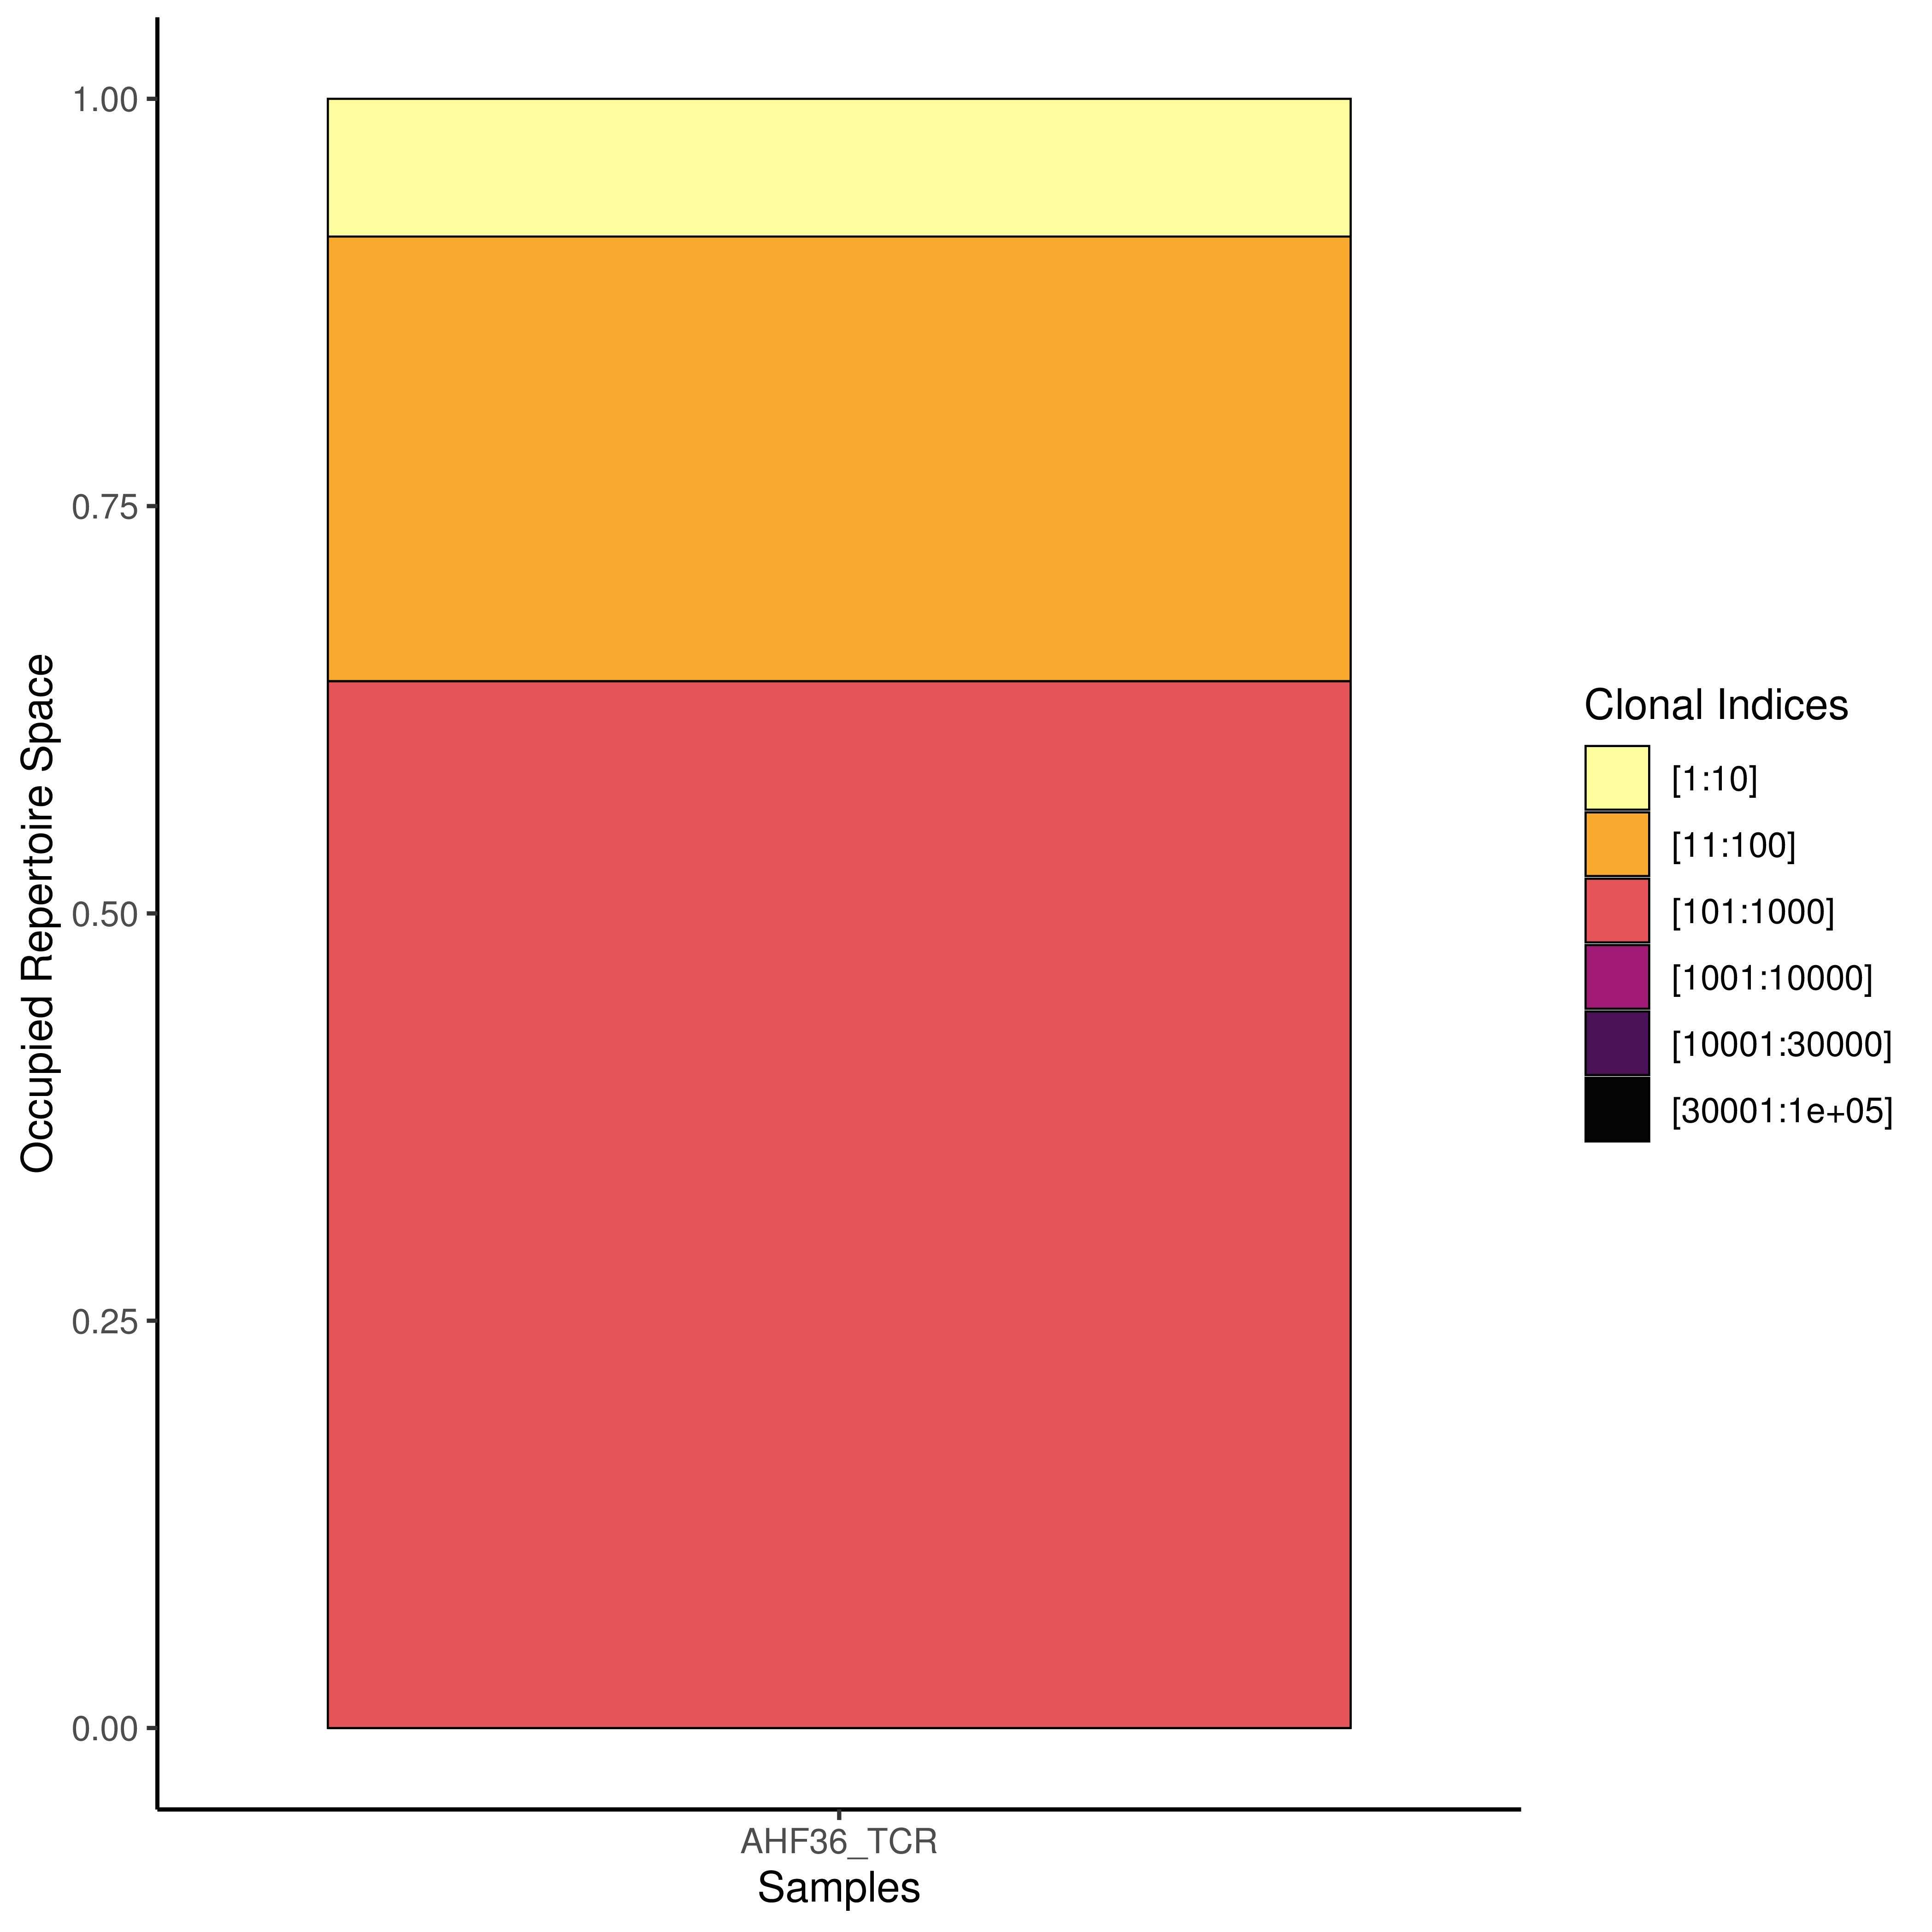 Occupied Repertoire Space
1.00
0.75
0.50
0.25
0.00
AHF36_TCR
Samples
Clonal Indices
[1:10]
[11:100]
[101:1000]
[1001:10000]
[10001:30000]
[30001:1e+05]